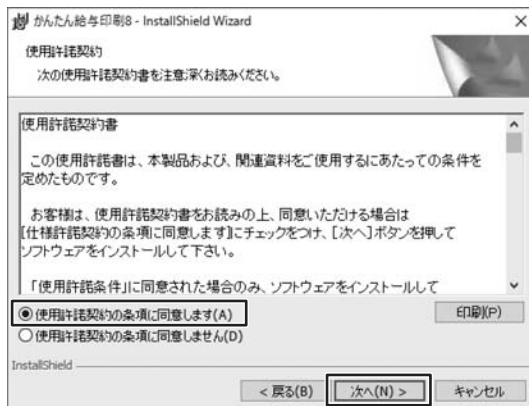 かんたん給与印刷8 - InstallShield Wizard
使用許諾契約
次の使用許諾契約書を注意深くお読みください。
使用許諾契約書
この使用許諾書は、本製品および、関連資料をご使用するにあたっての条件を
定めたものです。
お客様は、使用許諾契約書をお読みの上、同意いただける場合は
[仕様許諾契約の条項に同意します]にチェックをつけ、[次へ]ボタンを押して
ソフトウェアをインストールして下さい。
「使用許諾条件」に同意された場合のみ、ソフトウェアをインストールして
使用許諾契約の条項に同意します(A)
印刷(P)
使用許諾契約の条項に同意しません(D)
InstallShield
< 戻る(B)
次へ(N) >
キャンセル